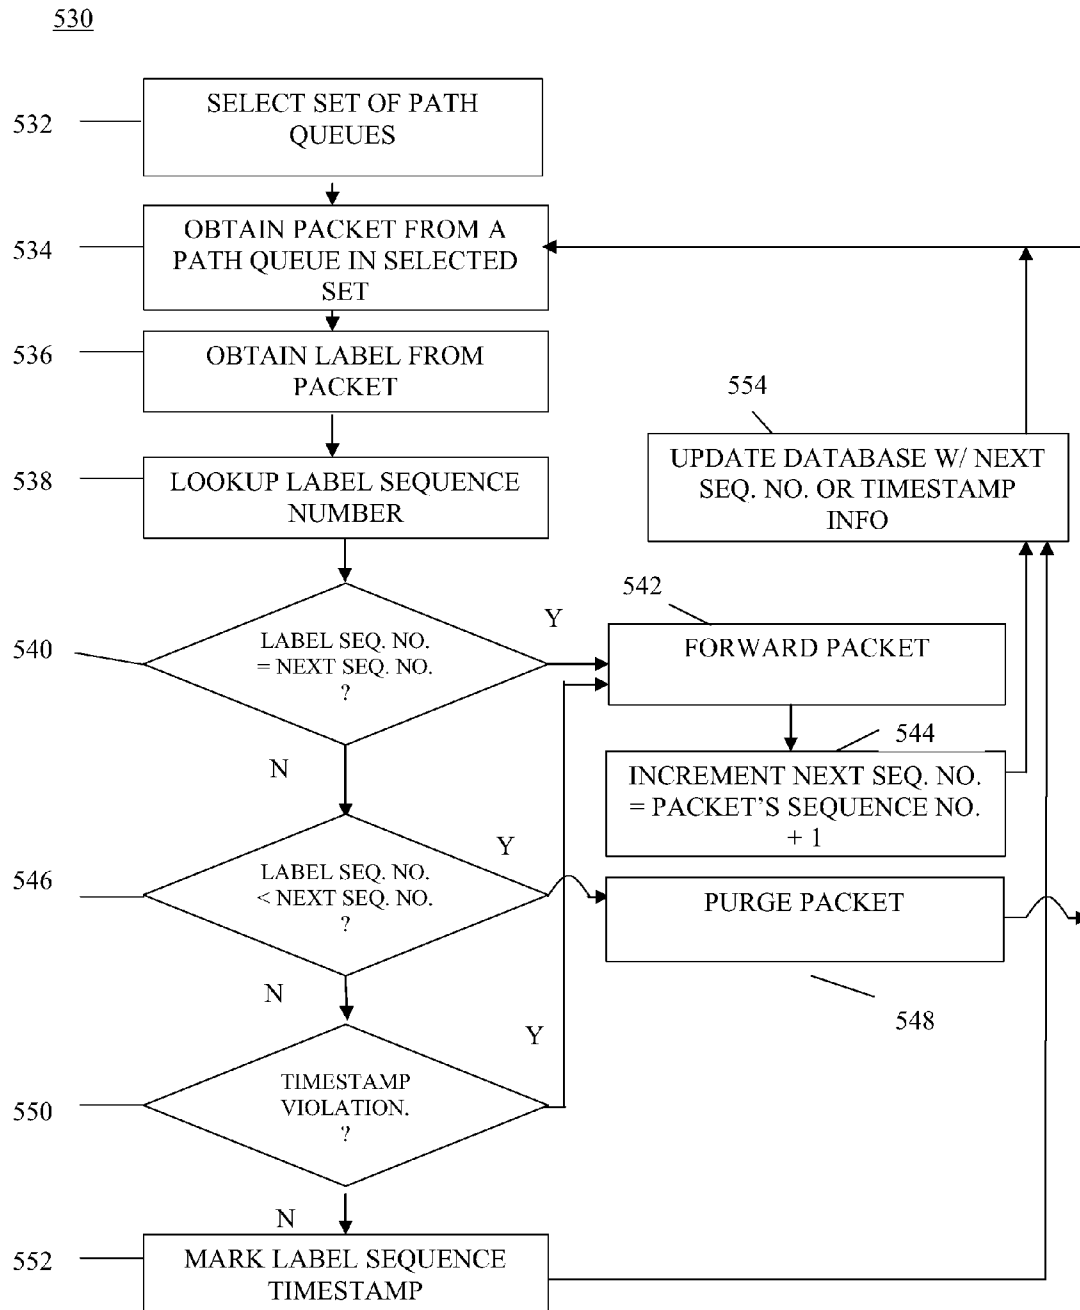 530
532
SELECT SET OF PATH
QUEUES
534
OBTAIN PACKET FROM A
PATH QUEUE IN SELECTED
SET
536
OBTAIN LABEL FROM
PACKET
538
LOOKUP LABEL SEQUENCE
NUMBER
554
UPDATE DATABASE W/ NEXT
SEQ. NO. OR TIMESTAMP
INFO
540
LABEL SEQ. NO.
= NEXT SEQ. NO.
?
Y
N
542
FORWARD PACKET
544
INCREMENT NEXT SEQ. NO.
= PACKET'S SEQUENCE NO.
+ 1
546
LABEL SEQ. NO.
< NEXT SEQ. NO.
?
Y
N
PURGE PACKET
548
550
TIMESTAMP
VIOLATION.
?
Y
N
552
MARK LABEL SEQUENCE
TIMESTAMP